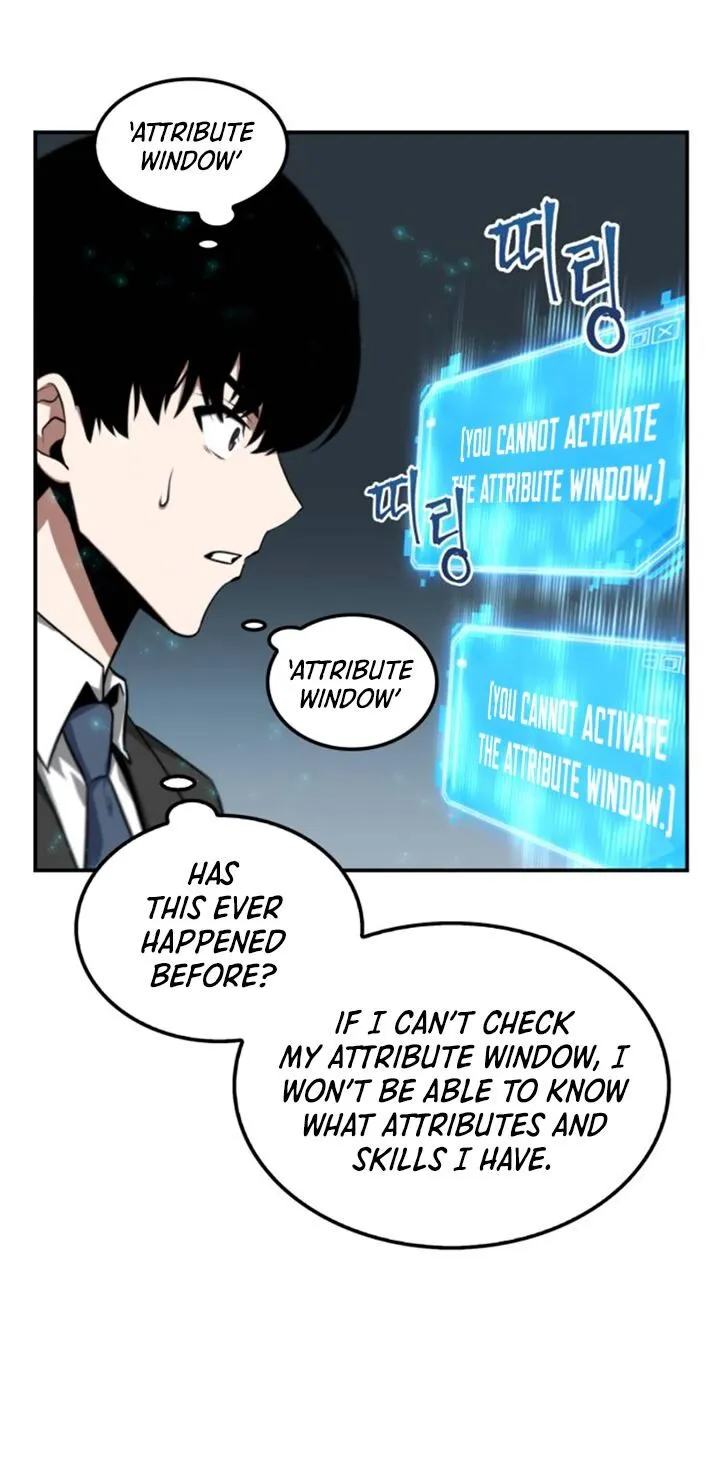 'ATTRIBUTE
WINDOW'
띠링
[YOU CANNOT ACTIVATE
THE ATTRIBUTE WINDOW.]
띠링
'ATTRIBUTE
WINDOW'
[YOU CANNOT ACTIVATE
THE ATTRIBUTE WINDOW.]
HAS
THIS EVER
HAPPENED
BEFORE?
IF I CAN'T CHECK
MY ATTRIBUTE WINDOW, I
WON'T BE ABLE TO KNOW
WHAT ATTRIBUTES AND
SKILLS I HAVE.